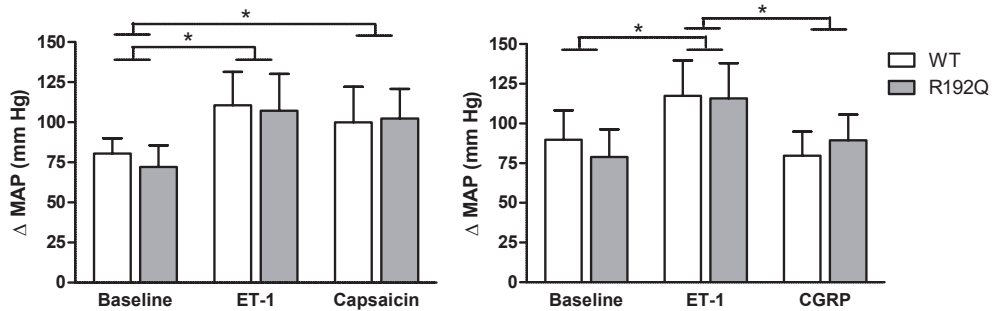 *
*
150
125
100
75
50
25
0
Δ MAP (mm Hg)
Baseline
ET-1
Capsaicin
*
*
150
125
100
75
50
25
0
Δ MAP (mm Hg)
Baseline
ET-1
CGRP
WT
R192Q